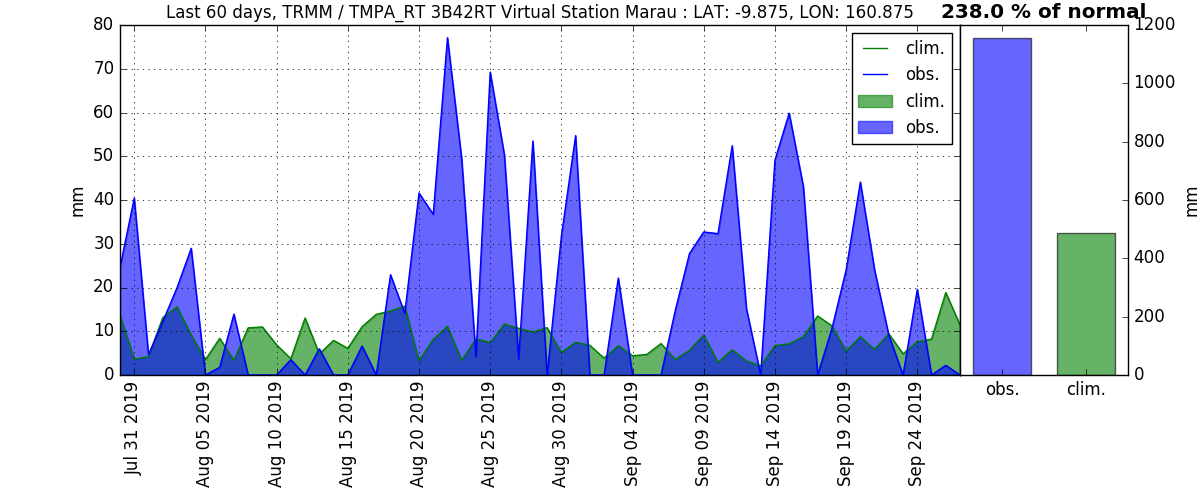 Last 60 days, TRMM / TMPA_RT 3B42RT Virtual Station Marau : LAT: -9.875, LON: 160.875
238.0 % of normal
80
70
60
50
40
30
20
10
0
mm
clim.
obs.
clim.
obs.
1200
1000
800
600
400
200
0
mm
Jul 31 2019
Aug 05 2019
Aug 10 2019
Aug 15 2019
Aug 20 2019
Aug 25 2019
Aug 30 2019
Sep 04 2019
Sep 09 2019
Sep 14 2019
Sep 19 2019
Sep 24 2019
obs.
clim.